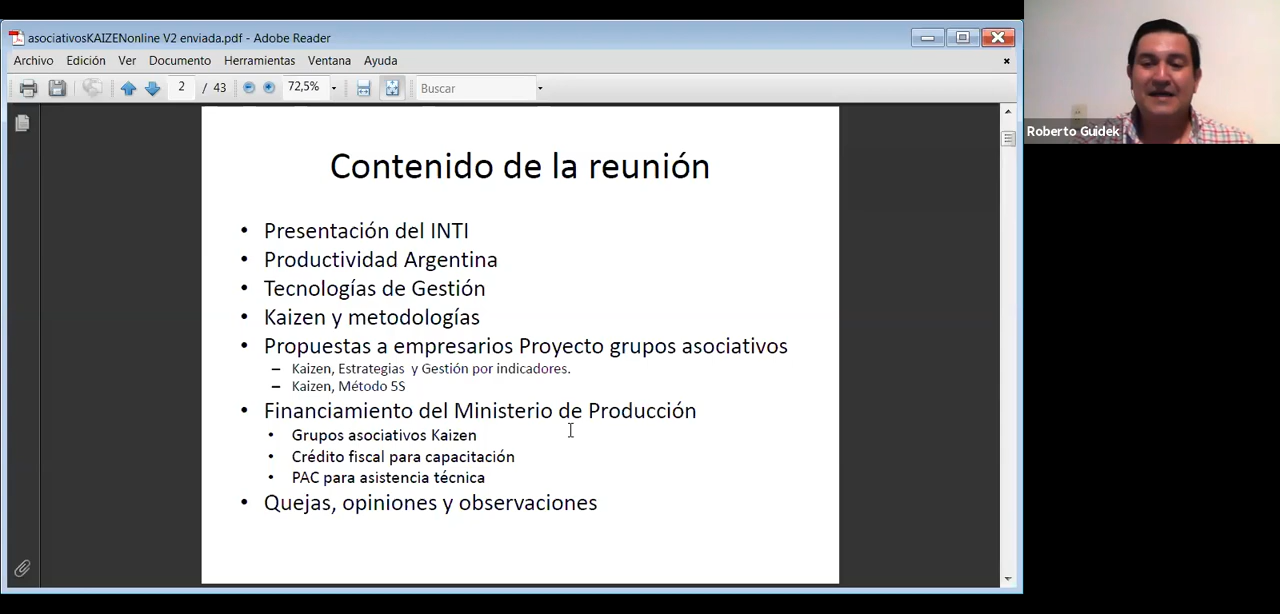 asociativosKAIZENonline V2 enviada.pdf - Adobe Reader
Archivo Edición Ver Documento Herramientas Ventana Ayuda
2 / 43 72,5% Buscar
Roberto Guidek
Contenido de la reunión
• Presentación del INTI
• Productividad Argentina
• Tecnologías de Gestión
• Kaizen y metodologías
• Propuestas a empresarios Proyecto grupos asociativos
– Kaizen, Estrategias y Gestión por indicadores.
– Kaizen, Método 5S
• Financiamiento del Ministerio de Producción
• Grupos asociativos Kaizen
• Crédito fiscal para capacitación
• PAC para asistencia técnica
• Quejas, opiniones y observaciones